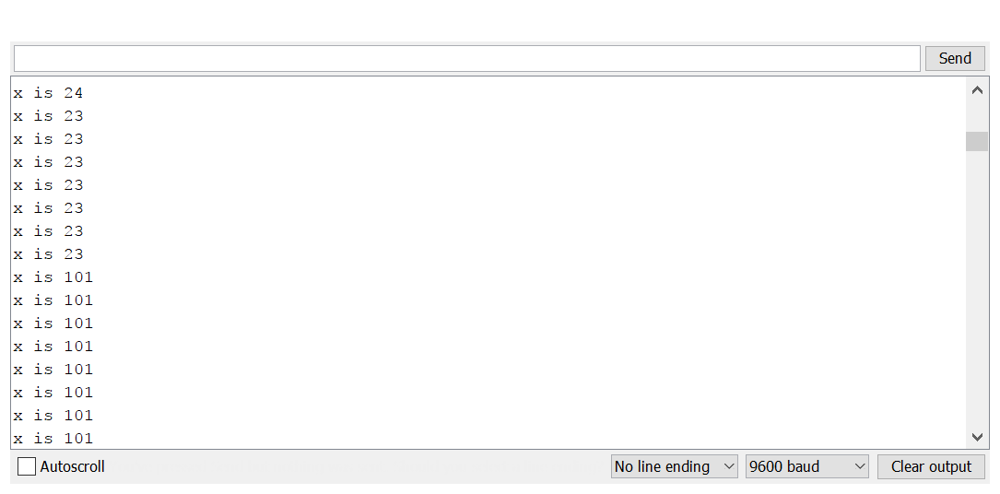 Send
x is 24
x is 23
x is 23
x is 23
x is 23
x is 23
x is 23
x is 23
x is 101
x is 101
x is 101
x is 101
x is 101
x is 101
x is 101
x is 101
Autoscroll No line ending 9600 baud Clear output